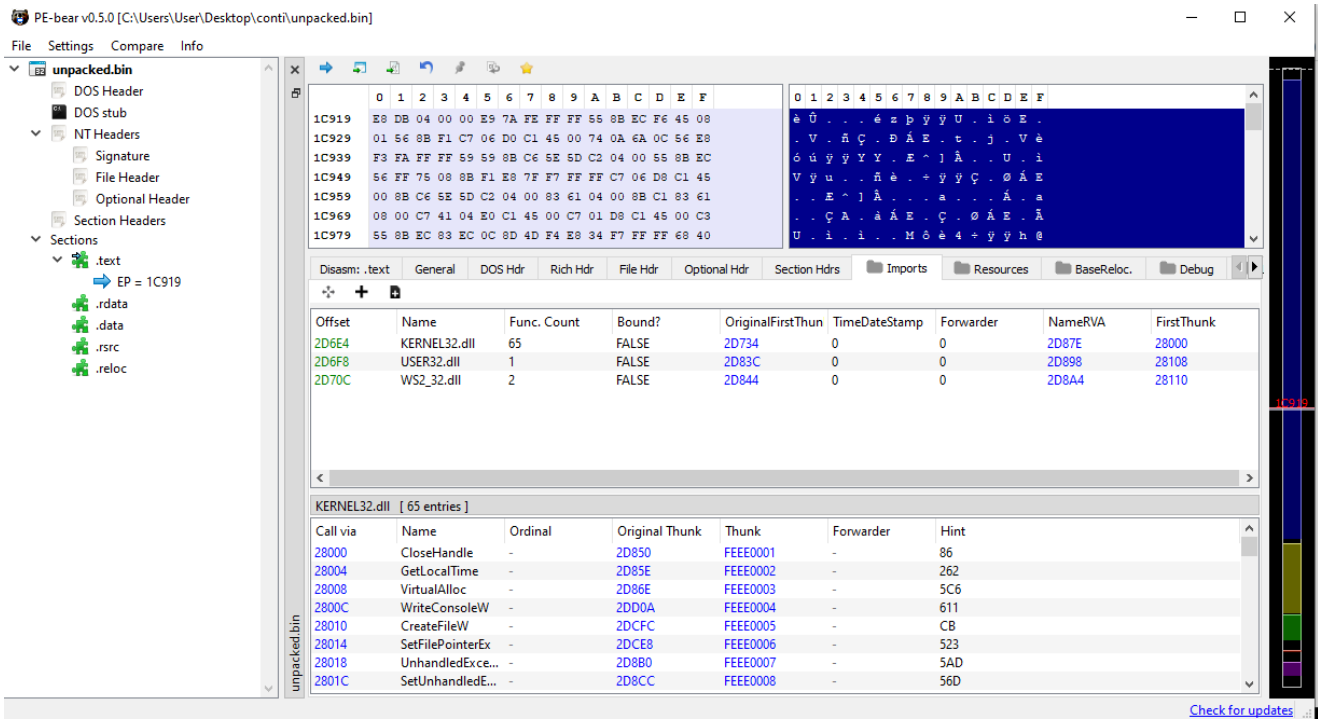 PE-bear v0.5.0 [C:\Users\User\Desktop\conti\unpacked.bin]
File Settings Compare Info
unpacked.bin
DOS Header
DOS stub
NT Headers
Signature
File Header
Optional Header
Section Headers
Sections
.text
EP = 1C919
.rdata
.data
.rsrc
.reloc
unpacked.bin
0 1 2 3 4 5 6 7 8 9 A B C D E F
1C919 E8 DB 04 00 00 E9 7A FE FF FF 55 8B EC F6 45 08
1C929 01 56 8B F1 C7 06 D0 C1 45 00 74 0A 6A 0C 56 E8
1C939 F3 FA FF FF 59 59 8B C6 5E 5D C2 04 00 55 8B EC
1C949 56 FF 75 08 8B F1 E8 7F F7 FF FF C7 06 D8 C1 45
1C959 00 8B C6 5E 5D C2 04 00 83 61 04 00 8B C1 83 61
1C969 08 00 C7 41 04 E0 C1 45 00 C7 01 D8 C1 45 00 C3
1C979 55 8B EC 83 EC 0C 8D 4D F4 E8 34 F7 FF FF 68 40
0 1 2 3 4 5 6 7 8 9 A B C D E F
è Û . . . é z þ ÿ ÿ U . ì ö E .
. V . ñ Ç . Ð Á E . t . j . V è
ó ú ÿ ÿ Y Y . Æ ^ ] Â . . U . ì
V ÿ u . . ñ è . ÷ ÿ ÿ Ç . Ø Á E
. . Æ ^ ] Â . . . a . . . Á . a
. . Ç A . à Á E . Ç . Ø Á E . Ã
U . ì . ì . . M ô è 4 ÷ ÿ ÿ h @
Disasm: .text General DOS Hdr Rich Hdr File Hdr Optional Hdr Section Hdrs Imports Resources BaseReloc. Debug
Offset Name Func. Count Bound? OriginalFirstThun TimeDateStamp Forwarder NameRVA FirstThunk
2D6E4 KERNEL32.dll 65 FALSE 2D734 0 0 2D87E 28000
2D6F8 USER32.dll 1 FALSE 2D83C 0 0 2D898 28108
2D70C WS2_32.dll 2 FALSE 2D844 0 0 2D8A4 28110
KERNEL32.dll [ 65 entries ]
Call via Name Ordinal Original Thunk Thunk Forwarder Hint
28000 CloseHandle - 2D850 FEEE0001 - 86
28004 GetLocalTime - 2D85E FEEE0002 - 262
28008 VirtualAlloc - 2D86E FEEE0003 - 5C6
2800C WriteConsoleW - 2DD0A FEEE0004 - 611
28010 CreateFileW - 2DCFC FEEE0005 - CB
28014 SetFilePointerEx - 2DCE8 FEEE0006 - 523
28018 UnhandledExce... - 2D8B0 FEEE0007 - 5AD
2801C SetUnhandledE... - 2D8CC FEEE0008 - 56D
1C919
Check for updates